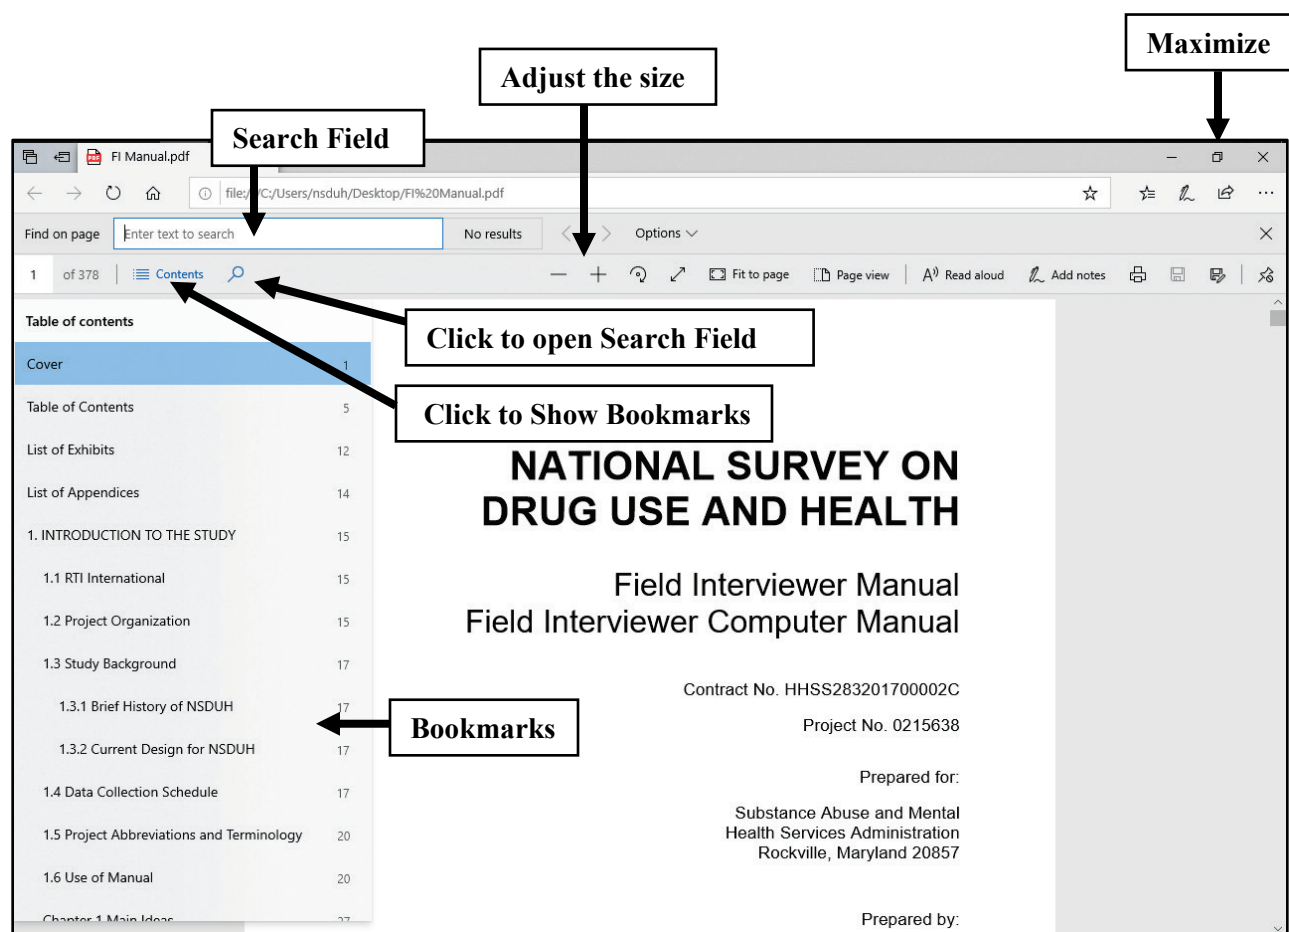 Maximize
Adjust the size
Search Field
FI Manual.pdf
file:/ /C:/Users/nsduh/Desktop/FI%20Manual.pdf
Find on page Enter text to search No results Options
1 of 378 Contents Fit to page Page view Read aloud Add notes
Table of contents
Click to open Search Field
Cover 1
Table of Contents 5
Click to Show Bookmarks
List of Exhibits 12
List of Appendices 14
1. INTRODUCTION TO THE STUDY 15
1.1 RTI International 15
1.2 Project Organization 15
1.3 Study Background 17
1.3.1 Brief History of NSDUH 17
1.3.2 Current Design for NSDUH 17
1.4 Data Collection Schedule 17
1.5 Project Abbreviations and Terminology 20
1.6 Use of Manual 20
Chapter 1 Main Ideas 27
Bookmarks
NATIONAL SURVEY ON
DRUG USE AND HEALTH
Field Interviewer Manual
Field Interviewer Computer Manual
Contract No. HHSS283201700002C
Project No. 0215638
Prepared for:
Substance Abuse and Mental
Health Services Administration
Rockville, Maryland 20857
Prepared by: